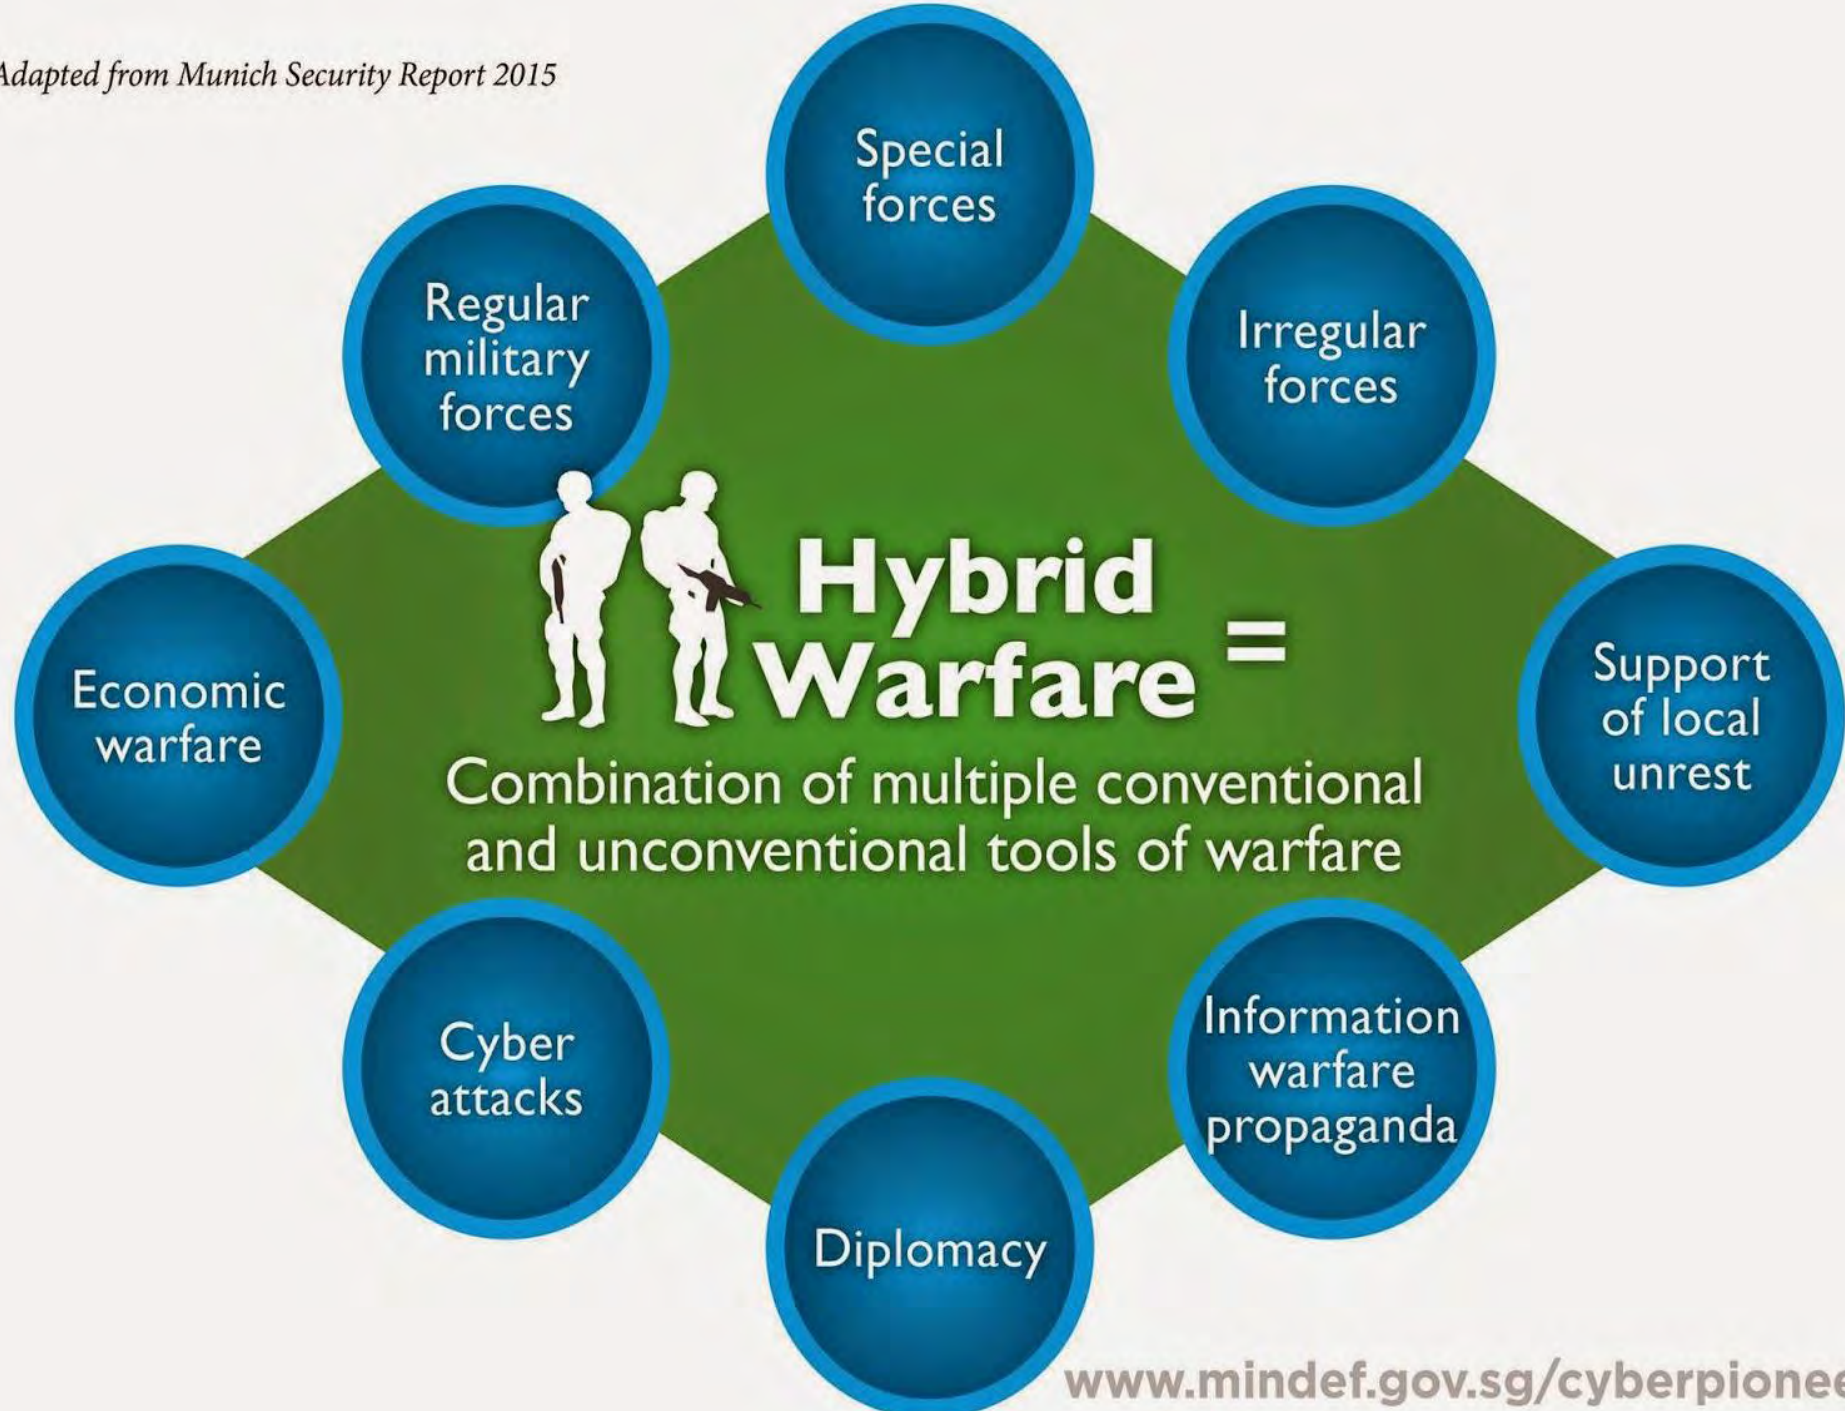 Adapted from Munich Security Report 2015
Special
forces
Regular
military
forces
Irregular
forces
Hybrid
Warfare =
Economic
warfare
Support
of local
unrest
Combination of multiple conventional
and unconventional tools of warfare
Cyber
attacks
Information
warfare
propaganda
Diplomacy
www.mindef.gov.sg/cyberpionee